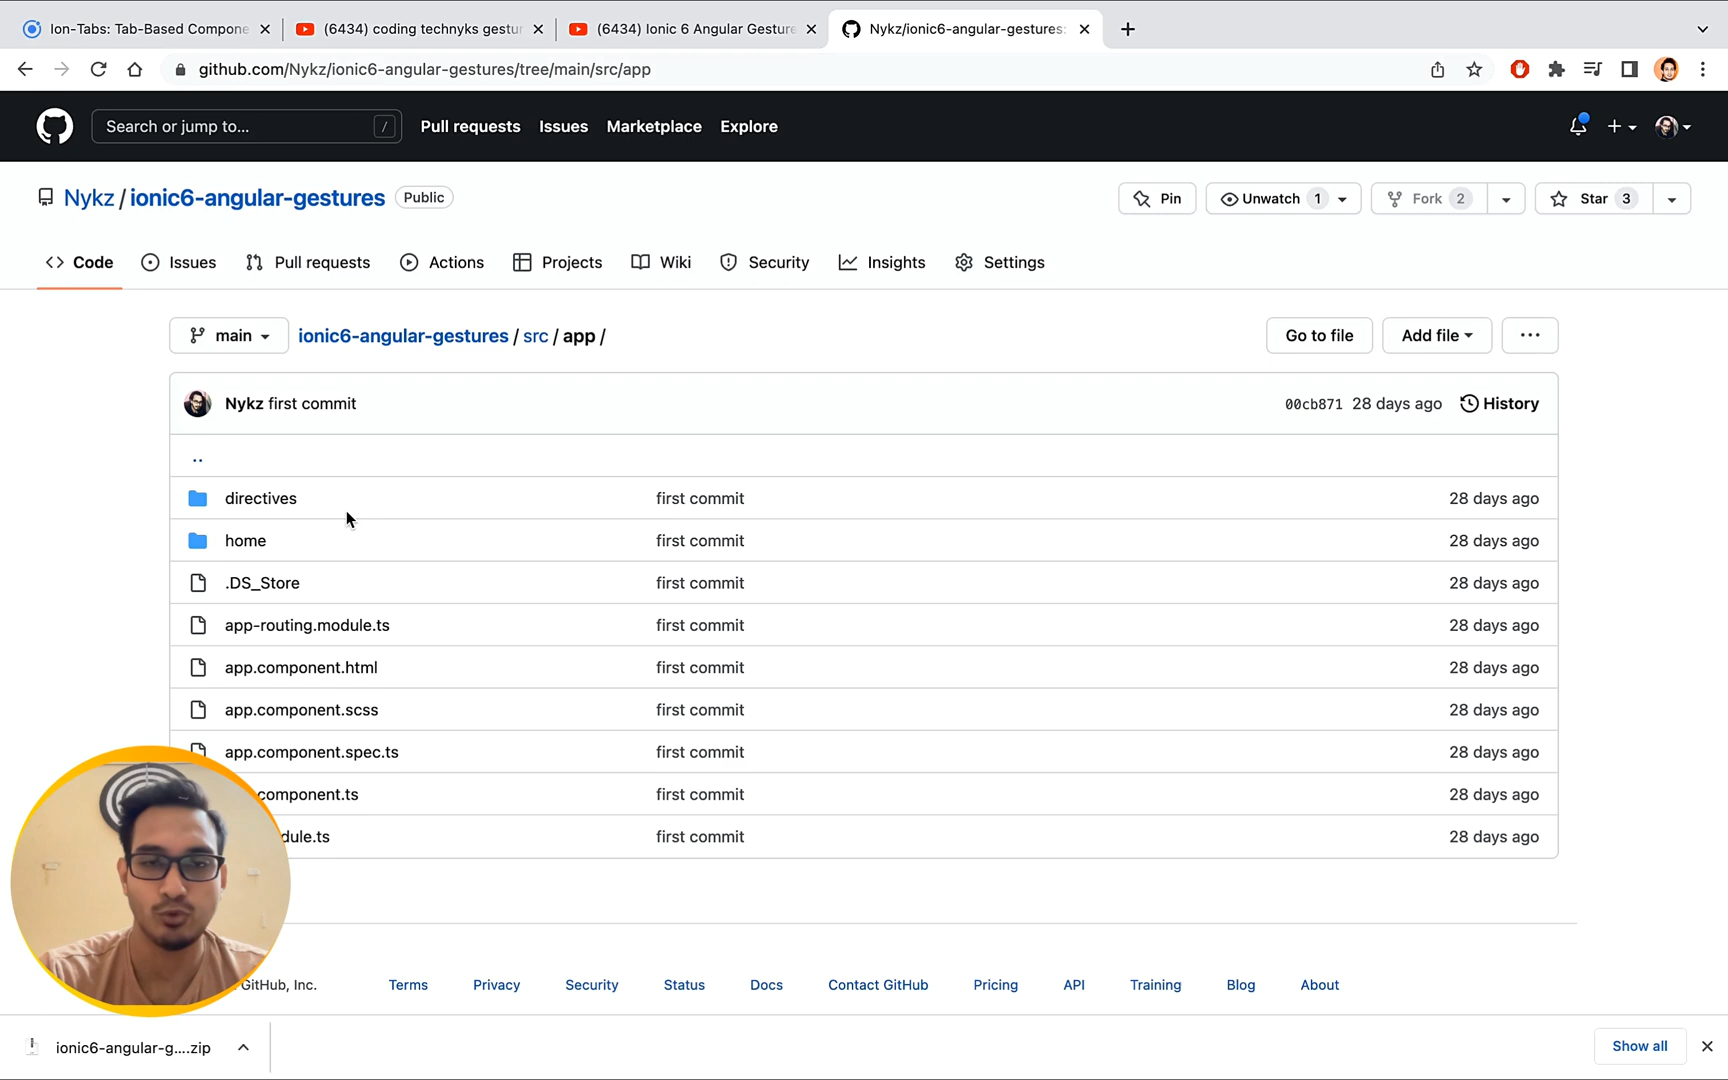 Ion-Tabs: Tab-Based Compone
(6434) coding technyks gestur
(6434) Ionic 6 Angular Gesture
Nykz/ionic6-angular-gestures:
github.com/Nykz/ionic6-angular-gestures/tree/main/src/app
Search or jump to... /
Pull requests Issues Marketplace Explore
Nykz / ionic6-angular-gestures Public
Pin Unwatch 1 Fork 2 Star 3
Code Issues Pull requests Actions Projects Wiki Security Insights Settings
main ionic6-angular-gestures / src / app / Go to file Add file ...
Nykz first commit 00cb871 28 days ago History
..
directives first commit 28 days ago
home first commit 28 days ago
.DS_Store first commit 28 days ago
app-routing.module.ts first commit 28 days ago
app.component.html first commit 28 days ago
app.component.scss first commit 28 days ago
app.component.spec.ts first commit 28 days ago
component.ts first commit 28 days ago
dule.ts first commit 28 days ago
GitHub, Inc. Terms Privacy Security Status Docs Contact GitHub Pricing API Training Blog About
ionic6-angular-g....zip Show all